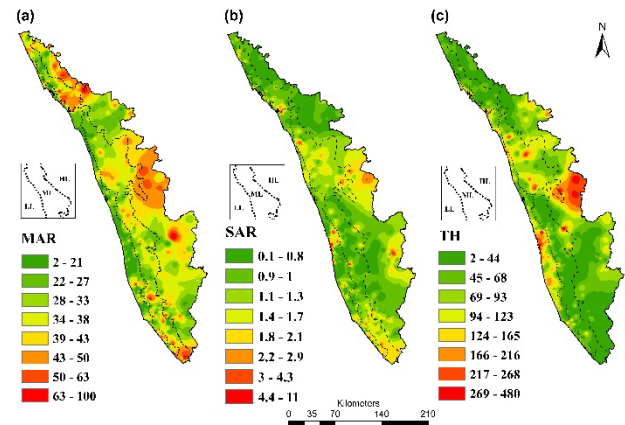 (a)
(b)
(c)
N
HL
ML
LL
HL
ML
LL
HL
ML
LL
MAR
2 - 21
22 - 27
28 - 33
34 - 38
39 - 43
43 - 50
50 - 63
63 - 100
SAR
0.1 - 0.8
0.9 - 1
1.1 - 1.3
1.4 - 1.7
1.8 - 2.1
2.2 - 2.9
3 - 4.3
4.4 - 11
TH
2 - 44
45 - 68
69 - 93
94 - 123
124 - 165
166 - 216
217 - 268
269 - 480
Kilometers
0 20 35 70 140 210